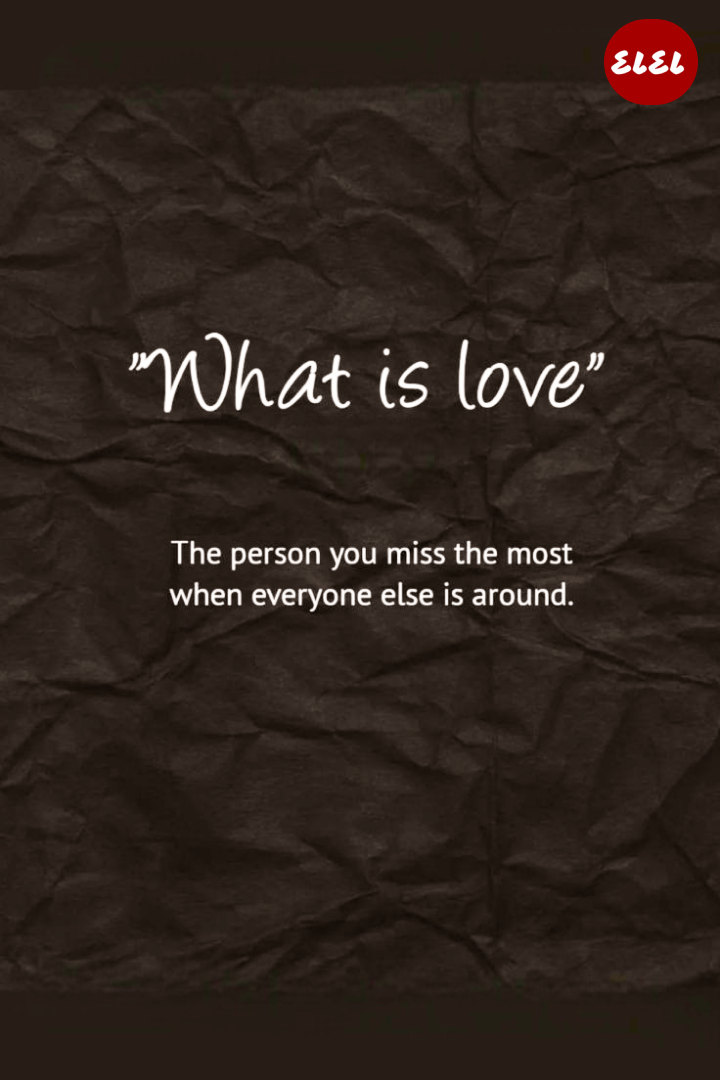 ELEL
"What is love"
The person you miss the most
when everyone else is around.